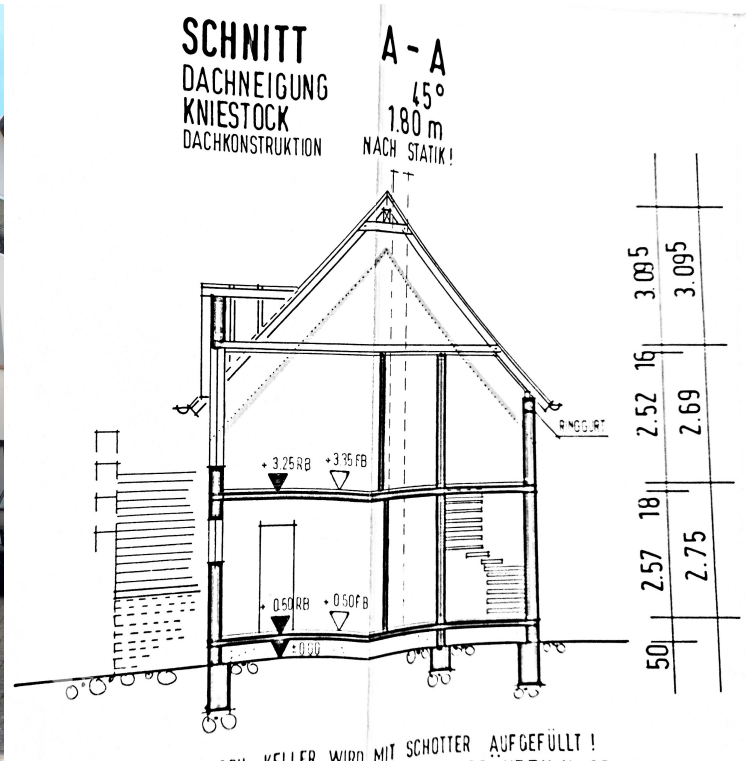 SCHNITT A-A
DACHNEIGUNG 45°
KNIESTOCK 1.80 m
DACHKONSTRUKTION NACH STATIK!
3.09⁵ 3.09⁵
16
2.52 2.69
RINGGURT
+ 3.25 RB + 3.35 FB
18
2.57 2.75
+ 0.50 RB + 0.50 FB
± 0.00
50
KELLER WIRD MIT SCHOTTER AUFGEFÜLLT!